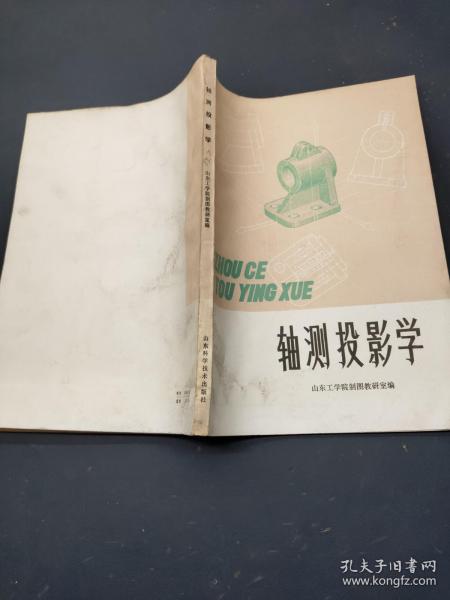 轴测投影学
山东工学院制图教研室编
山东科学技术出版社
ZHOU CE
TOU YING XUE
轴测投影学
山东工学院制图教研室编
孔夫子旧书网
www.kongfz.com